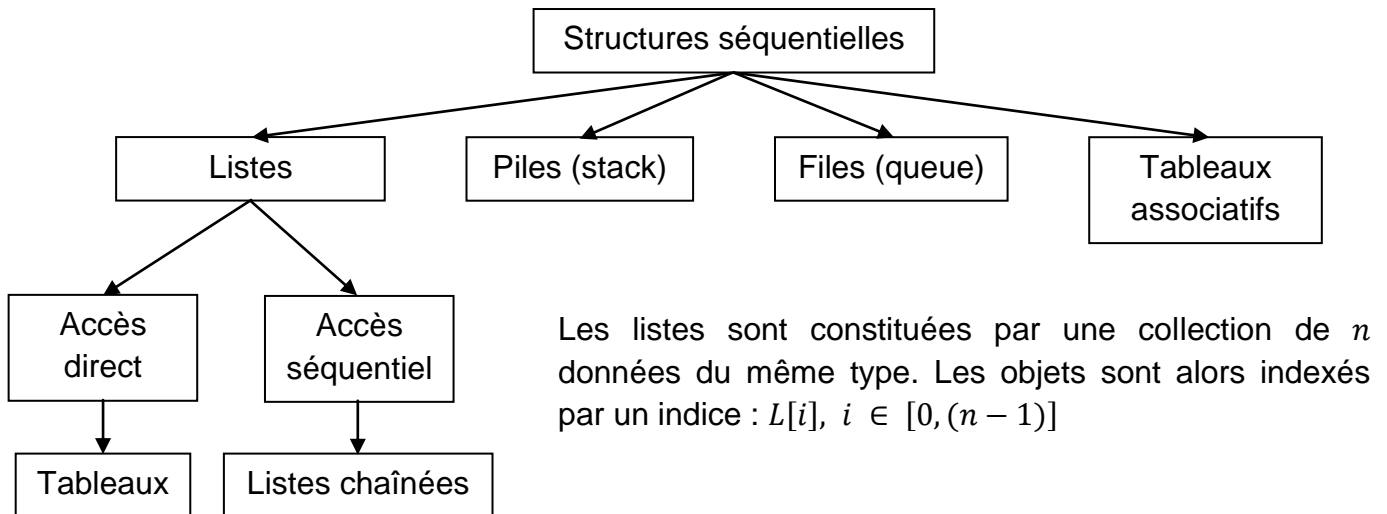 Structures séquentielles
Listes
Piles (stack)
Files (queue)
Tableaux
associatifs
Accès
direct
Accès
séquentiel
Les listes sont constituées par une collection de n
données du même type. Les objets sont alors indexés
par un indice : L[i], i ∈ [0, (n − 1)]
Tableaux
Listes chaînées